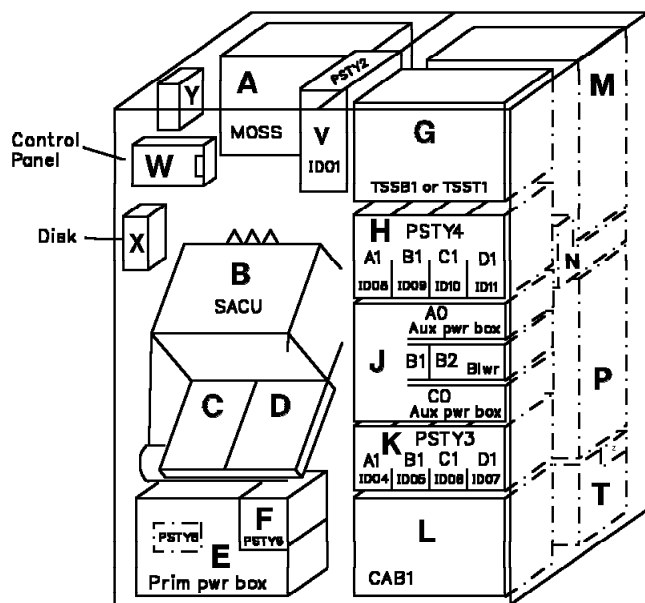 A
MOSS
PSTY2
V
ID01
Y
M
G
TSSB1 or TSST1
Control
Panel
W
Disk
X
B
SACU
H PSTY4
A1 B1 C1 D1
ID08 ID09 ID10 ID11
N
A0
Aux pwr box
J
B1 B2 Blwr
C0
Aux pwr box
P
C D
K PSTY3
A1 B1 C1 D1
ID04 ID05 ID06 ID07
T
F
PSTY5
E
Prim pwr box
L
CAB1